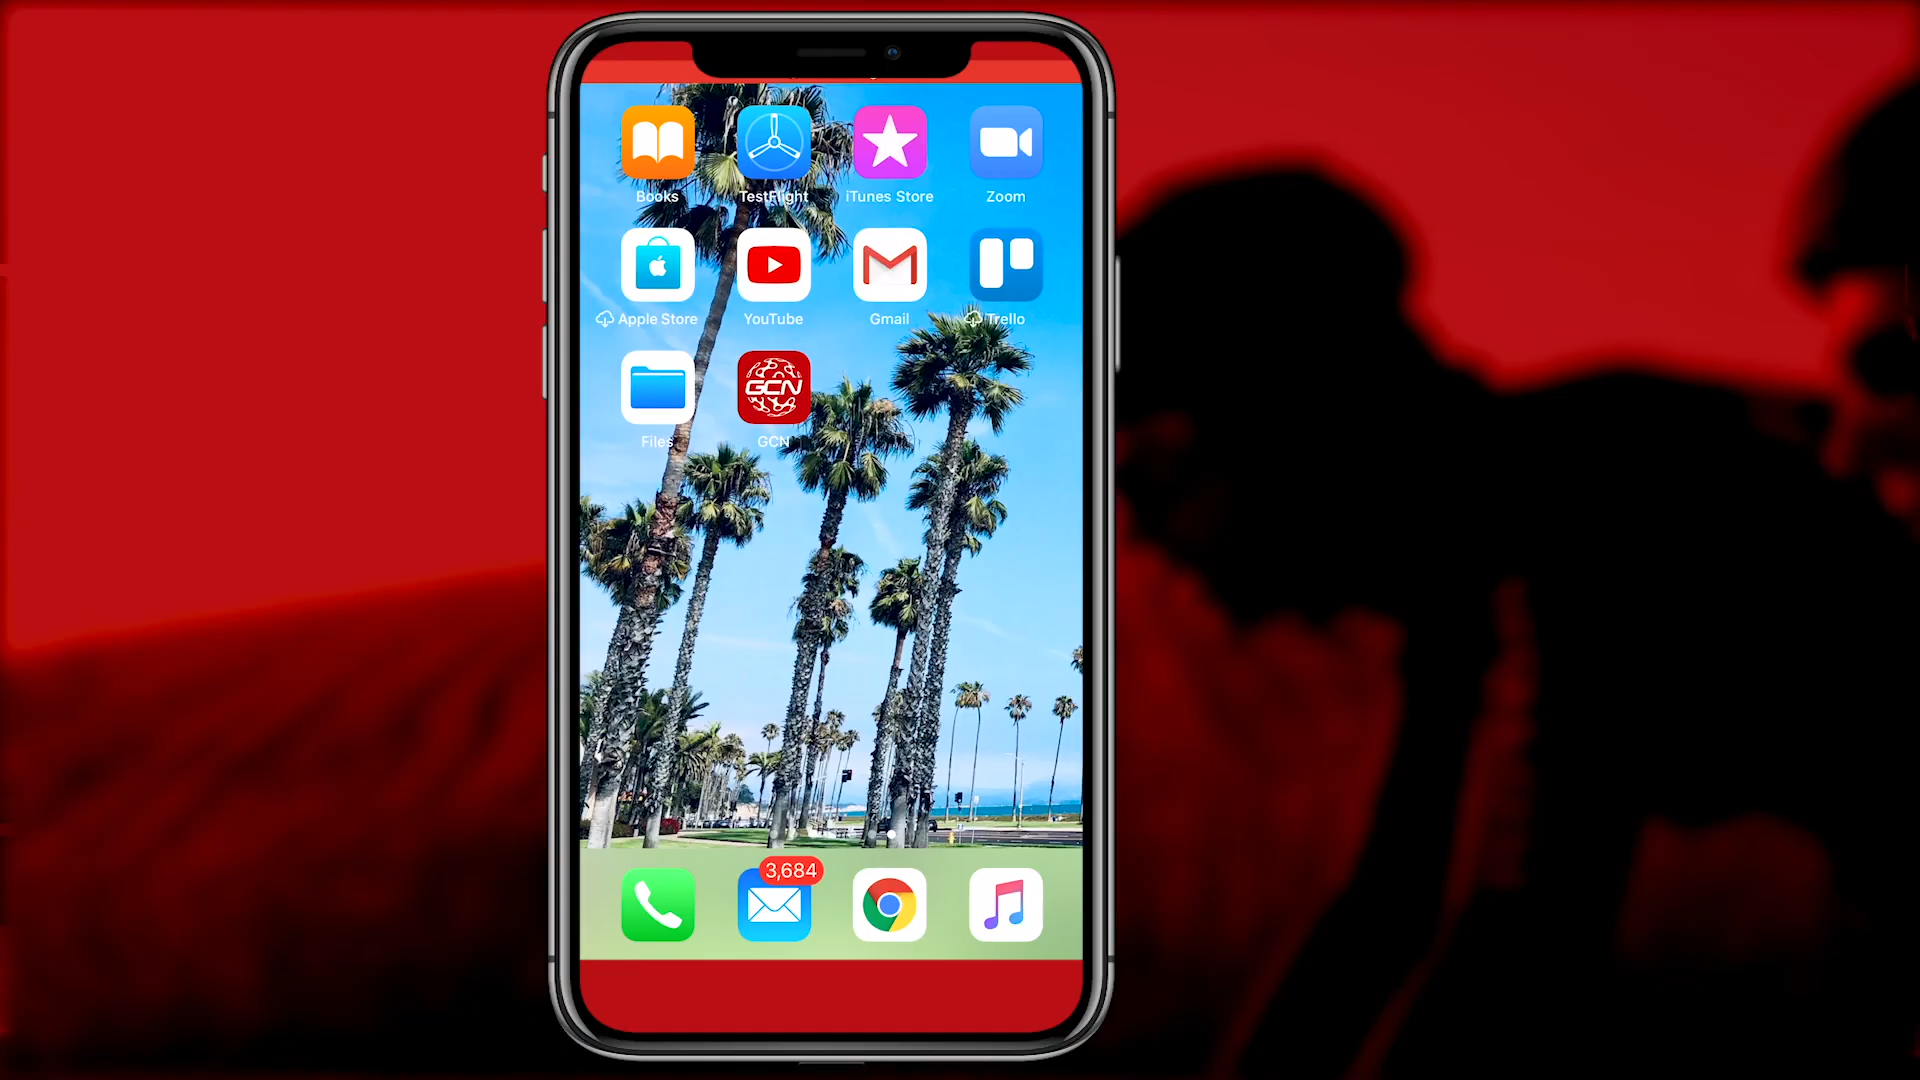 Books TestFlight iTunes Store Zoom
Apple Store YouTube Gmail Trello
GCN
Files GCN
3,684